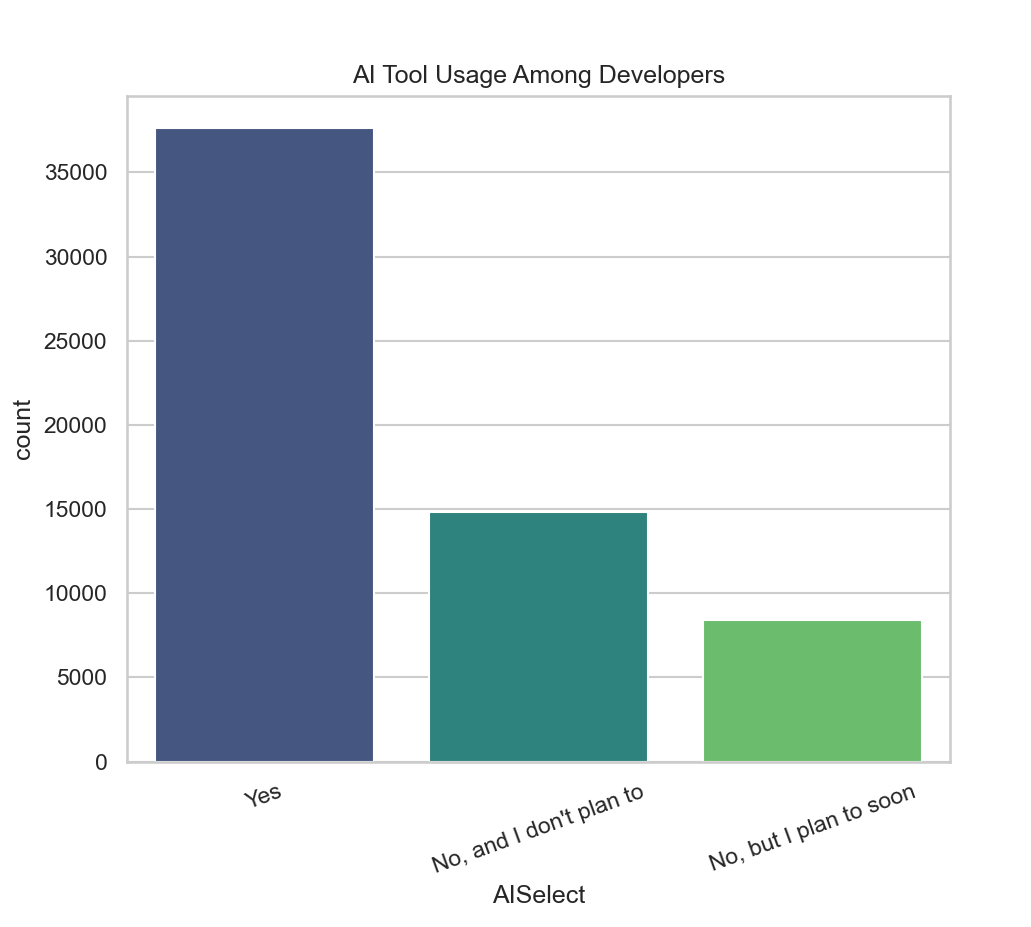 AI Tool Usage Among Developers
35000
30000
25000
20000
15000
10000
5000
0
count
Yes
No, and I don't plan to
No, but I plan to soon
AISelect